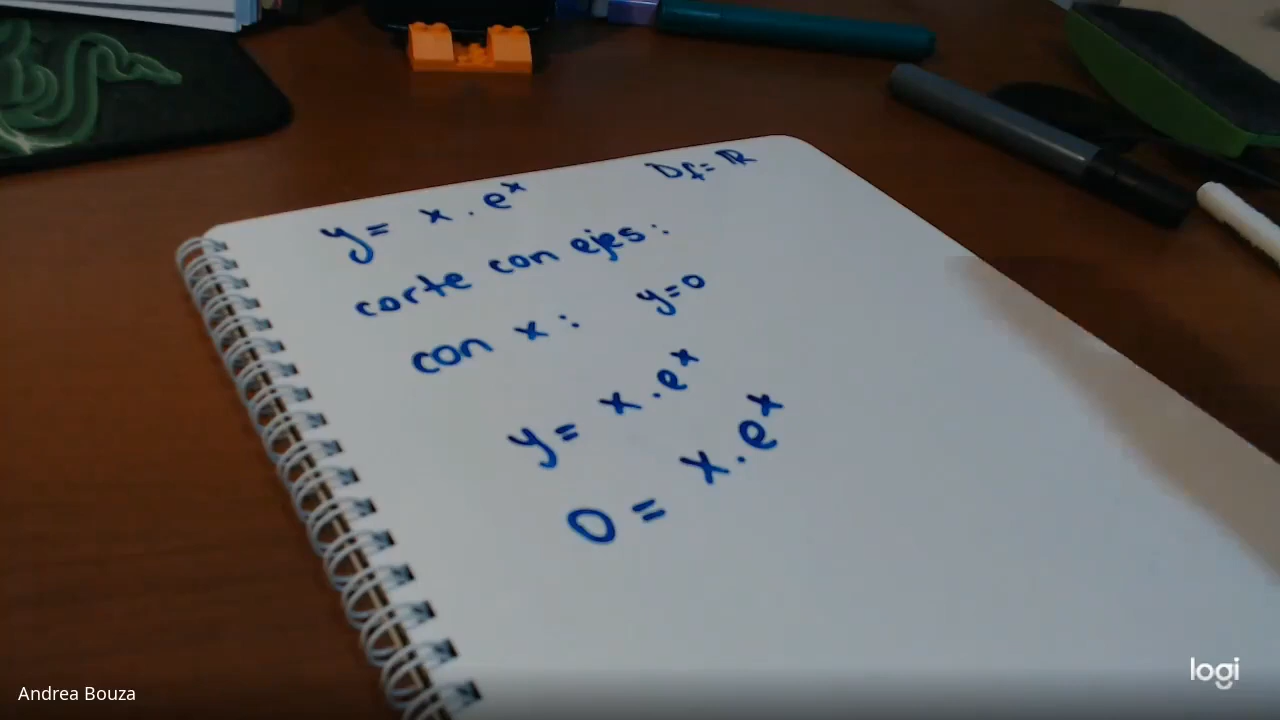 y = x . e^x   Df = ℝ
corte con ejes:
con x :   y=0
y = x . e^x
0 = x . e^x
logi
Andrea Bouza